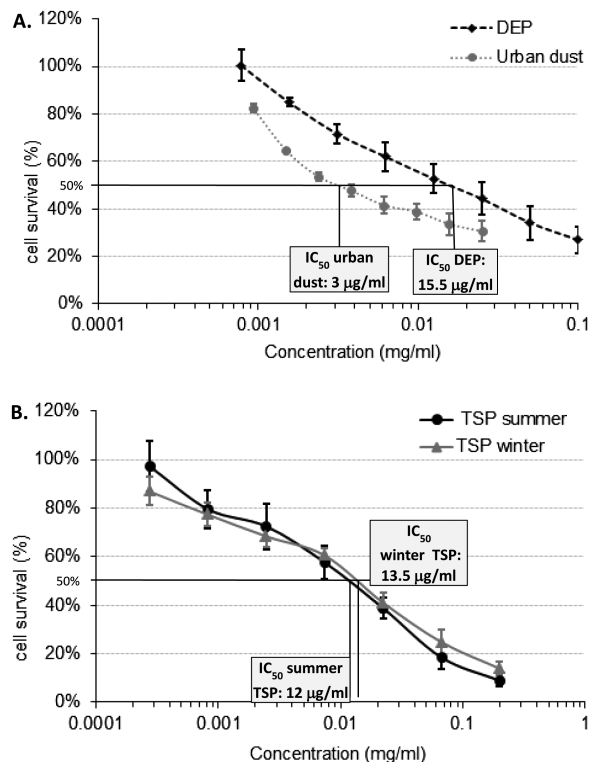 A.
120%
100%
80%
60%
50%
40%
20%
0%
cell survival (%)
DEP
Urban dust
IC50 urban
dust: 3 µg/ml
IC50 DEP:
15.5 µg/ml
0.0001
0.001
0.01
0.1
Concentration (mg/ml)
B.
120%
100%
80%
60%
50%
40%
20%
0%
cell survival (%)
TSP summer
TSP winter
IC50
winter TSP:
13.5 µg/ml
IC50 summer
TSP: 12 µg/ml
0.0001
0.001
0.01
0.1
1
Concentration (mg/ml)